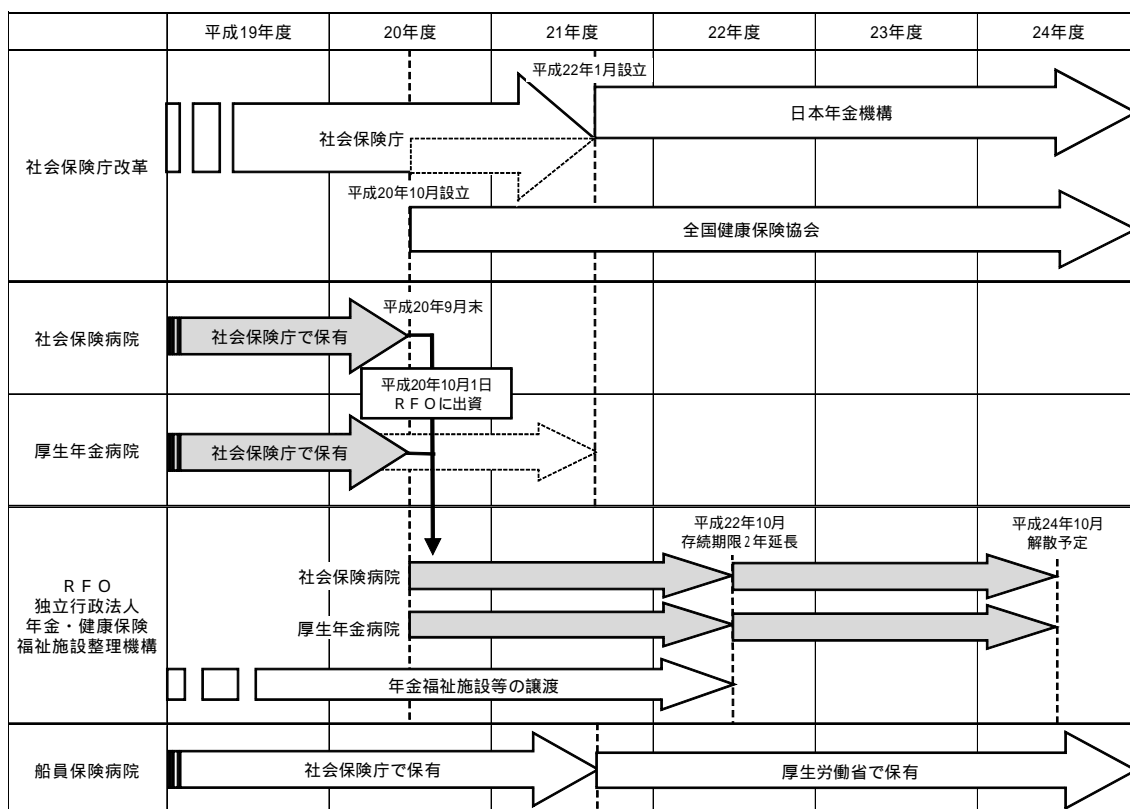 平成19年度
20年度
21年度
22年度
23年度
24年度
平成22年1月設立
社会保険庁改革
社会保険庁
日本年金機構
平成20年10月設立
全国健康保険協会
社会保険病院
社会保険庁で保有
平成20年9月末
平成20年10月1日
RFOに出資
厚生年金病院
社会保険庁で保有
RFO
独立行政法人
年金・健康保険
福祉施設整理機構
平成22年10月
存続期限2年延長
平成24年10月
解散予定
社会保険病院
厚生年金病院
年金福祉施設等の譲渡
船員保険病院
社会保険庁で保有
厚生労働省で保有